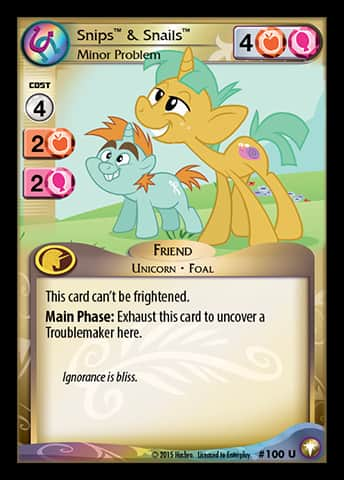 Snips™ & Snails™
Minor Problem
4
COST
4
2
2
FRIEND
UNICORN • FOAL
This card can't be frightened.
Main Phase: Exhaust this card to uncover a
Troublemaker here.
Ignorance is bliss.
© 2015 Hasbro. Licensed to Enterplay. #100 U